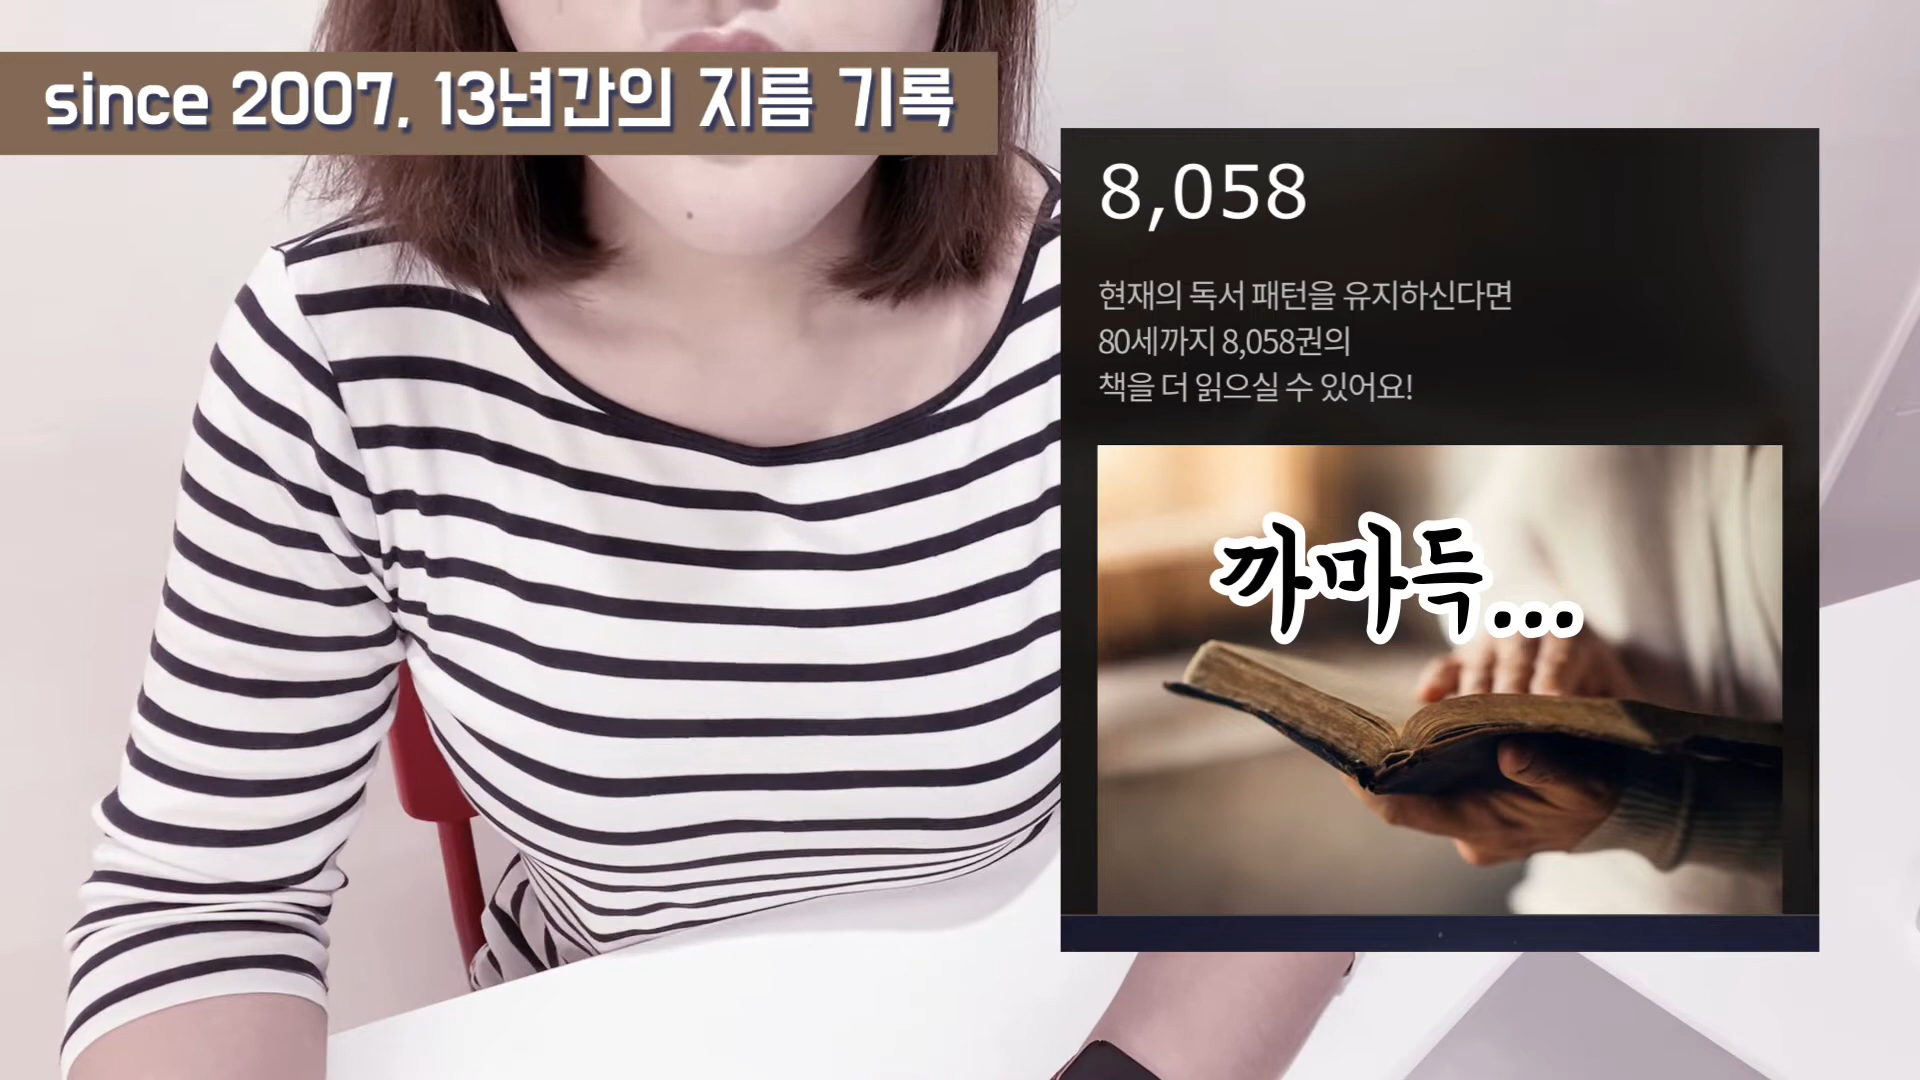 since 2007, 13년간의 지름 기록
8,058
현재의 독서 패턴을 유지하신다면
80세까지 8,058권의
책을 더 읽으실 수 있어요!
까마득...